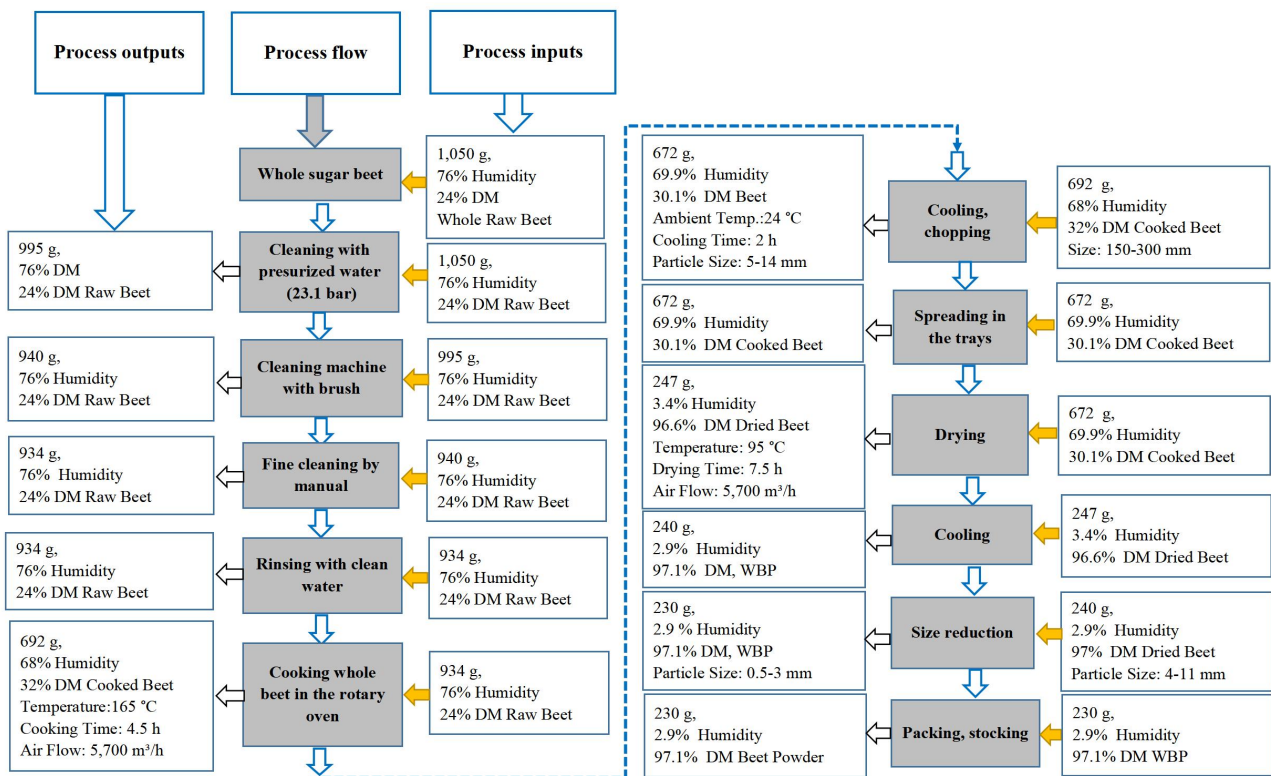 Process outputs
Process flow
Process inputs
Whole sugar beet
1,050 g,
76% Humidity
24% DM
Whole Raw Beet
995 g,
76% DM
24% DM Raw Beet
Cleaning with
presurized water
(23.1 bar)
1,050 g,
76% Humidity
24% DM Raw Beet
940 g,
76% Humidity
24% DM Raw Beet
Cleaning machine
with brush
995 g,
76% Humidity
24% DM Raw Beet
934 g,
76% Humidity
24% DM Raw Beet
Fine cleaning by
manual
940 g,
76% Humidity
24% DM Raw Beet
934 g,
76% Humidity
24% DM Raw Beet
Rinsing with clean
water
934 g,
76% Humidity
24% DM Raw Beet
692 g,
68% Humidity
32% DM Cooked Beet
Temperature:165 °C
Cooking Time: 4.5 h
Air Flow: 5,700 m³/h
Cooking whole
beet in the rotary
oven
934 g,
76% Humidity
24% DM Raw Beet
672 g,
69.9% Humidity
30.1% DM Beet
Ambient Temp.:24 °C
Cooling Time: 2 h
Particle Size: 5-14 mm
Cooling,
chopping
692 g,
68% Humidity
32% DM Cooked Beet
Size: 150-300 mm
672 g,
69.9% Humidity
30.1% DM Cooked Beet
Spreading in
the trays
672 g,
69.9% Humidity
30.1% DM Cooked Beet
247 g,
3.4% Humidity
96.6% DM Dried Beet
Temperature: 95 °C
Drying Time: 7.5 h
Air Flow: 5,700 m³/h
Drying
672 g,
69.9% Humidity
30.1% DM Cooked Beet
240 g,
2.9% Humidity
97.1% DM, WBP
Cooling
247 g,
3.4% Humidity
96.6% DM Dried Beet
230 g,
2.9 % Humidity
97.1% DM, WBP
Particle Size: 0.5-3 mm
Size reduction
240 g,
2.9% Humidity
97% DM Dried Beet
Particle Size: 4-11 mm
230 g,
2.9% Humidity
97.1% DM Beet Powder
Packing, stocking
230 g,
2.9% Humidity
97.1% DM WBP